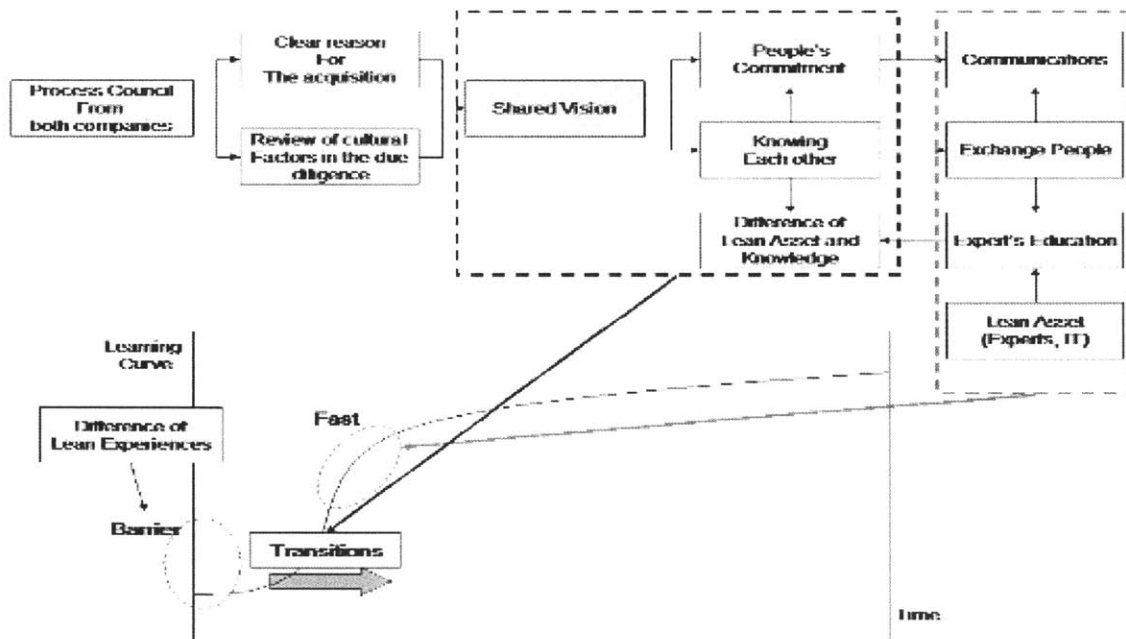 Process Council
From
both companies
Clear reason
For
The acquisition
Review of cultural
Factors in the due
diligence
Shared Vision
People's
Commitment
Knowing
Each other
Difference of
Lean Asset and
Knowledge
Communications
Exchange People
Expert's Education
Lean Asset
(Experts, IT)
Learning
Curve
Difference of
Lean Experiences
Barrier
Fast
Transitions
Time